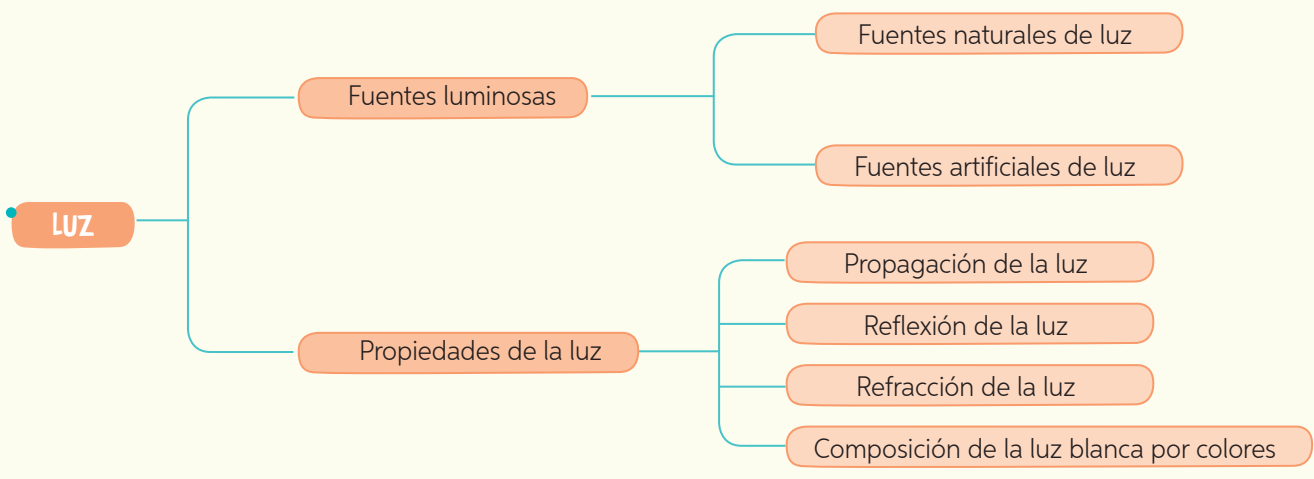 LUZ
Fuentes luminosas
Fuentes naturales de luz
Fuentes artificiales de luz
Propiedades de la luz
Propagación de la luz
Reflexión de la luz
Refracción de la luz
Composición de la luz blanca por colores